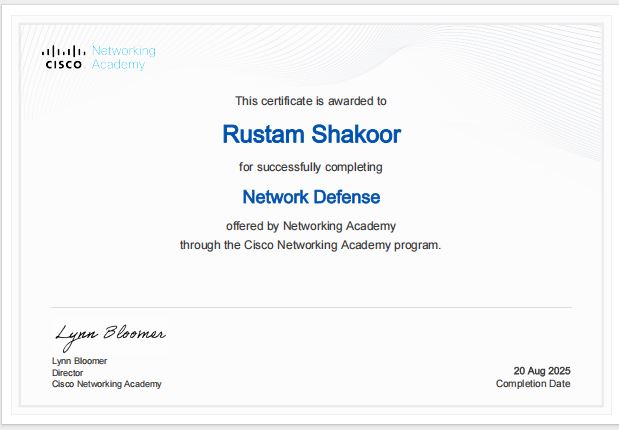 CISCO
Networking
Academy
This certificate is awarded to
Rustam Shakoor
for successfully completing
Network Defense
offered by Networking Academy
through the Cisco Networking Academy program.
Lynn Bloomer
Lynn Bloomer
Director
Cisco Networking Academy
20 Aug 2025
Completion Date